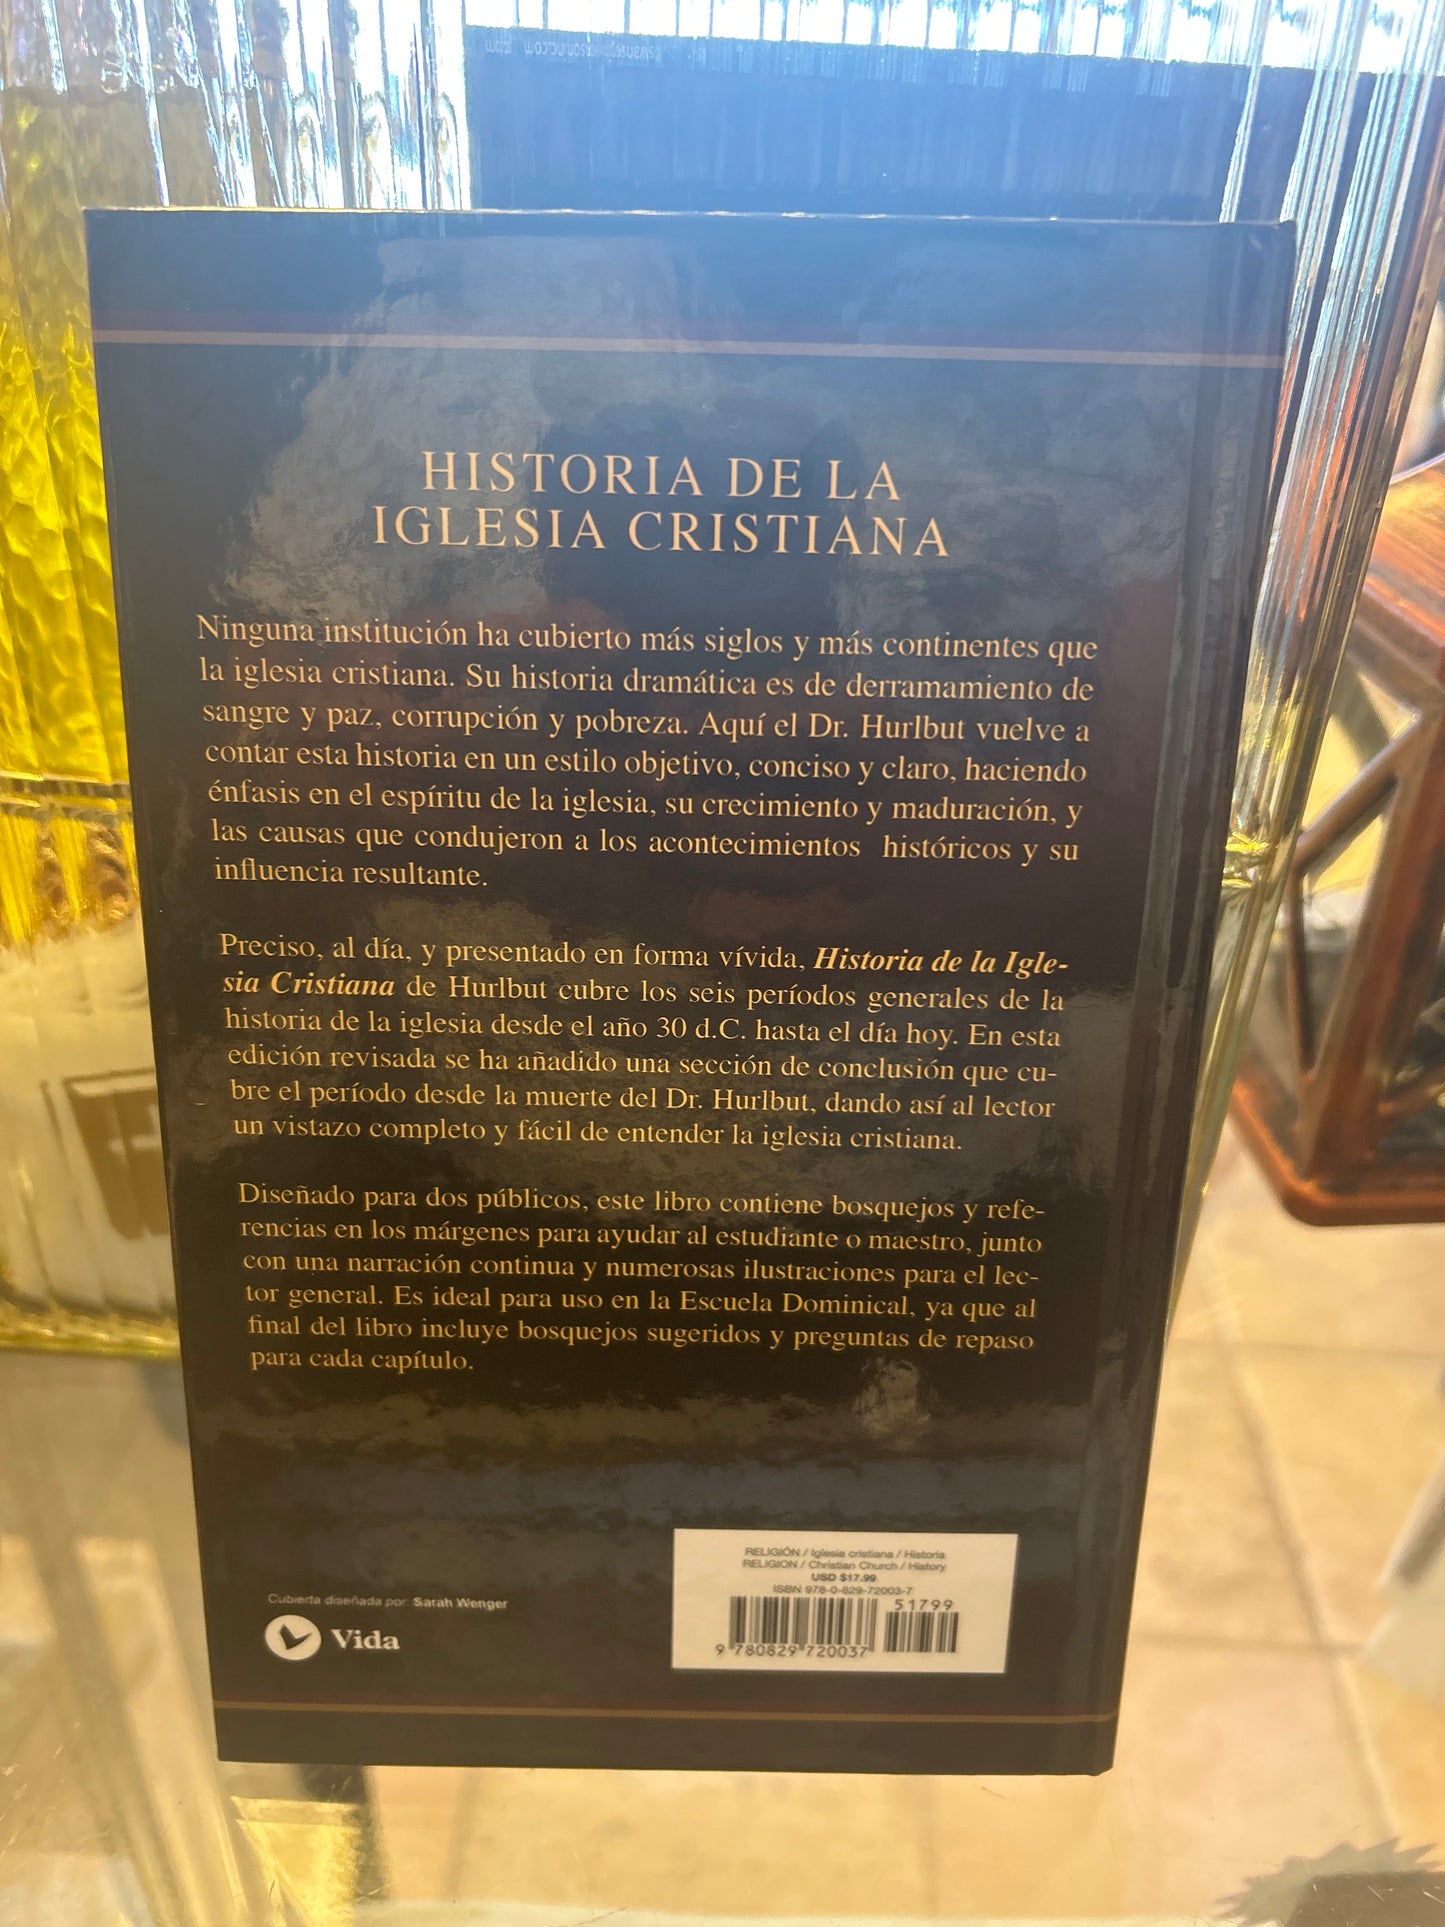 HISTORIA DE LA
IGLESIA CRISTIANA
Ninguna institución ha cubierto más siglos y más continentes que
la iglesia cristiana. Su historia dramática es de derramamiento de
sangre y paz, corrupción y pobreza. Aquí el Dr. Hurlbut vuelve a
contar esta historia en un estilo objetivo, conciso y claro, haciendo
énfasis en el espíritu de la iglesia, su crecimiento y maduración, y
las causas que condujeron a los acontecimientos históricos y su
influencia resultante.
Preciso, al día, y presentado en forma vívida, Historia de la Igle-
sia Cristiana de Hurlbut cubre los seis períodos generales de la
historia de la iglesia desde el año 30 d.C. hasta el día hoy. En esta
edición revisada se ha añadido una sección de conclusión que cu-
bre el período desde la muerte del Dr. Hurlbut, dando así al lector
un vistazo completo y fácil de entender la iglesia cristiana.
Diseñado para dos públicos, este libro contiene bosquejos y refe-
rencias en los márgenes para ayudar al estudiante o maestro, junto
con una narración continua y numerosas ilustraciones para el lec-
tor general. Es ideal para uso en la Escuela Dominical, ya que al
final del libro incluye bosquejos sugeridos y preguntas de repaso
para cada capítulo.
Cubierta diseñada por Sarah Wenger
Vida
RELIGIÓN / Iglesia cristiana / Historia
RELIGION / Christian Church / History
USD $17.99
ISBN 978-0-829-72003-7
51799
9 780829 720037